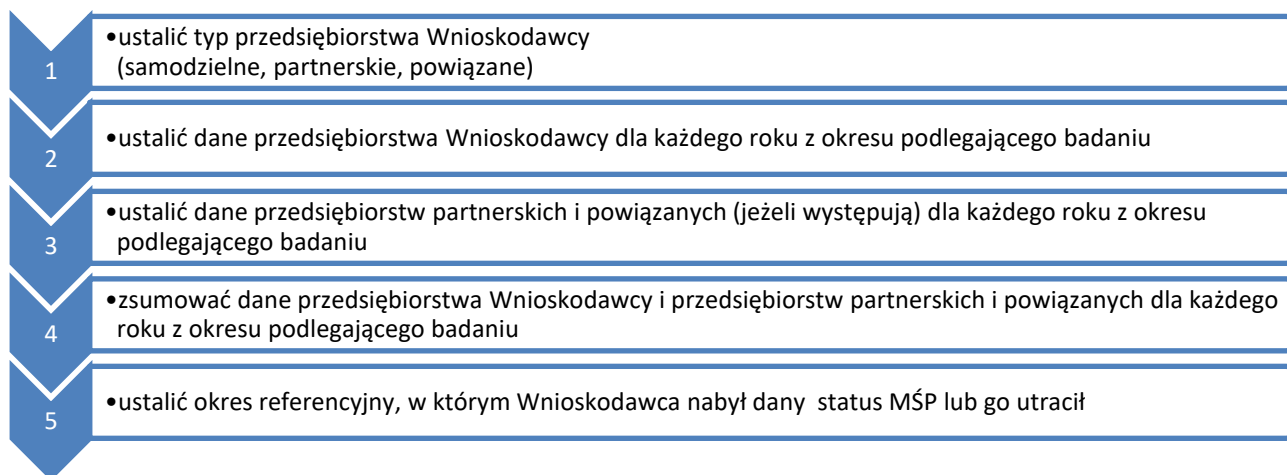 1
•ustalić typ przedsiębiorstwa Wnioskodawcy
(samodzielne, partnerskie, powiązane)
2
•ustalić dane przedsiębiorstwa Wnioskodawcy dla każdego roku z okresu podlegającego badaniu
3
•ustalić dane przedsiębiorstw partnerskich i powiązanych (jeżeli występują) dla każdego roku z okresu
podlegającego badaniu
4
•zsumować dane przedsiębiorstwa Wnioskodawcy i przedsiębiorstw partnerskich i powiązanych dla każdego
roku z okresu podlegającego badaniu
5
•ustalić okres referencyjny, w którym Wnioskodawca nabył dany status MŚP lub go utracił